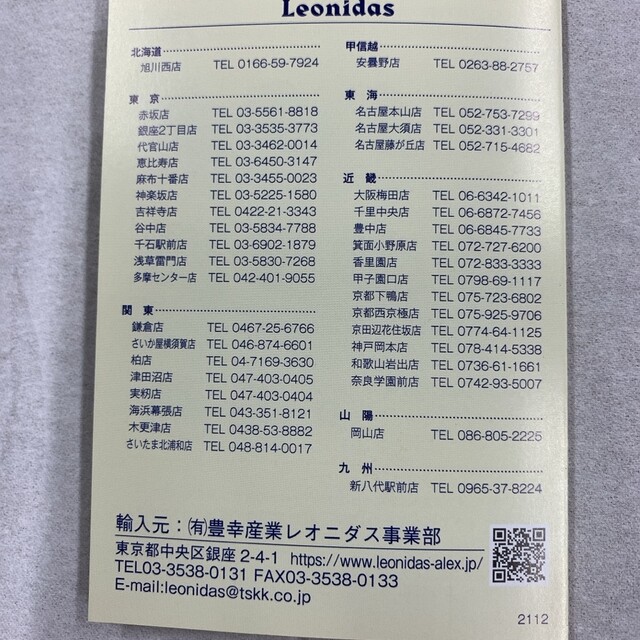 Leonidas
北海道
旭川西店 TEL 0166-59-7924
東京
赤坂店 TEL 03-5561-8818
銀座2丁目店 TEL 03-3535-3773
代官山店 TEL 03-3462-0014
恵比寿店 TEL 03-6450-3147
麻布十番店 TEL 03-3455-0023
神楽坂店 TEL 03-5225-1580
吉祥寺店 TEL 0422-21-3343
谷中店 TEL 03-5834-7788
千石駅前店 TEL 03-6902-1879
浅草雷門店 TEL 03-5830-7268
多摩センター店 TEL 042-401-9055
関東
鎌倉店 TEL 0467-25-6766
さいか屋横須賀店 TEL 046-874-6601
柏店 TEL 04-7169-3630
津田沼店 TEL 047-403-0405
実籾店 TEL 047-403-0405
海浜幕張店 TEL 043-351-8121
木更津店 TEL 0438-53-8882
さいたま北浦和店 TEL 048-814-0017
甲信越
安曇野店 TEL 0263-88-2757
東海
名古屋本山店 TEL 052-753-7299
名古屋大須店 TEL 052-331-3301
名古屋藤が丘店 TEL 052-715-4682
近畿
大阪梅田店 TEL 06-6342-1011
千里中央店 TEL 06-6872-7456
豊中店 TEL 06-6845-7733
箕面小野原店 TEL 072-727-6200
香里園店 TEL 072-833-3333
甲子園口店 TEL 0798-69-1117
京都下鴨店 TEL 075-723-6802
京都西京極店 TEL 075-925-9706
京田辺花住坂店 TEL 0774-64-1125
神戸岡本店 TEL 078-414-5338
和歌山岩出店 TEL 0736-61-1661
奈良学園前店 TEL 0742-93-5007
山陽
岡山店 TEL 086-805-2225
九州
新八代駅前店 TEL 0965-37-8224
輸入元：㈲豊幸産業レオニダス事業部
東京都中央区銀座2-4-1 https://www.leonidas-alex.jp/
TEL03-3538-0131 FAX03-3538-0133
E-mail:leonidas@tskk.co.jp
2112